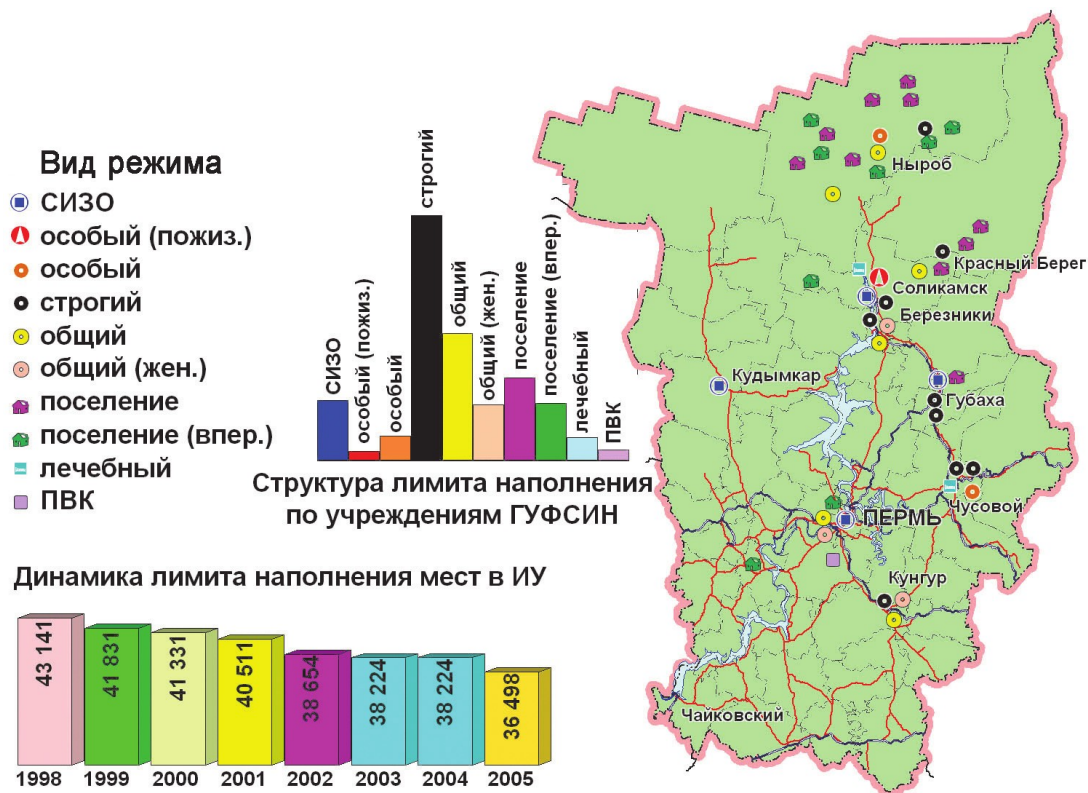 Вид режима
СИЗО
особый (пожиз.)
особый
строгий
общий
общий (жен.)
поселение
поселение (впер.)
лечебный
ПВК
СИЗО
особый (пожиз.)
особый
строгий
общий
общий (жен.)
поселение
поселение (впер.)
лечебный
ПВК
Структура лимита наполнения
по учреждениям ГУФСИН
Динамика лимита наполнения мест в ИУ
43 141
41 831
41 331
40 511
38 654
38 224
38 224
36 498
1998
1999
2000
2001
2002
2003
2004
2005
Ныроб
Красный Берег
Соликамск
Березники
Кудымкар
Губаха
Чусовой
ПЕРМЬ
Кунгур
Чайковский